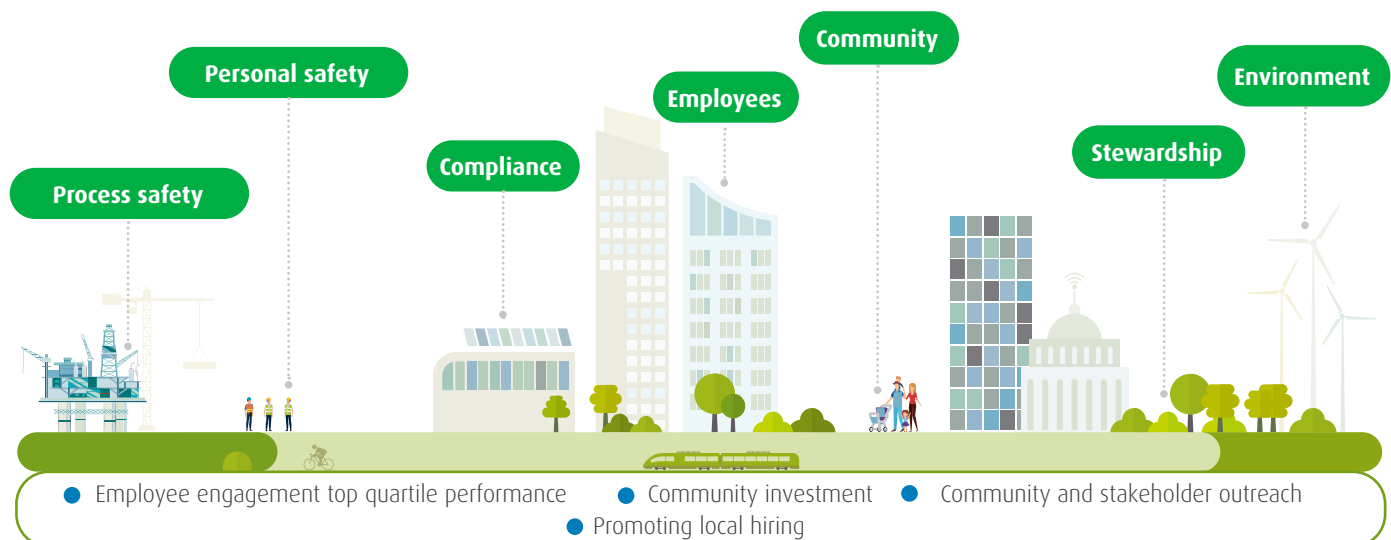 Process safety
Personal safety
Compliance
Employees
Community
Stewardship
Environment
Employee engagement top quartile performance
Community investment
Community and stakeholder outreach
Promoting local hiring